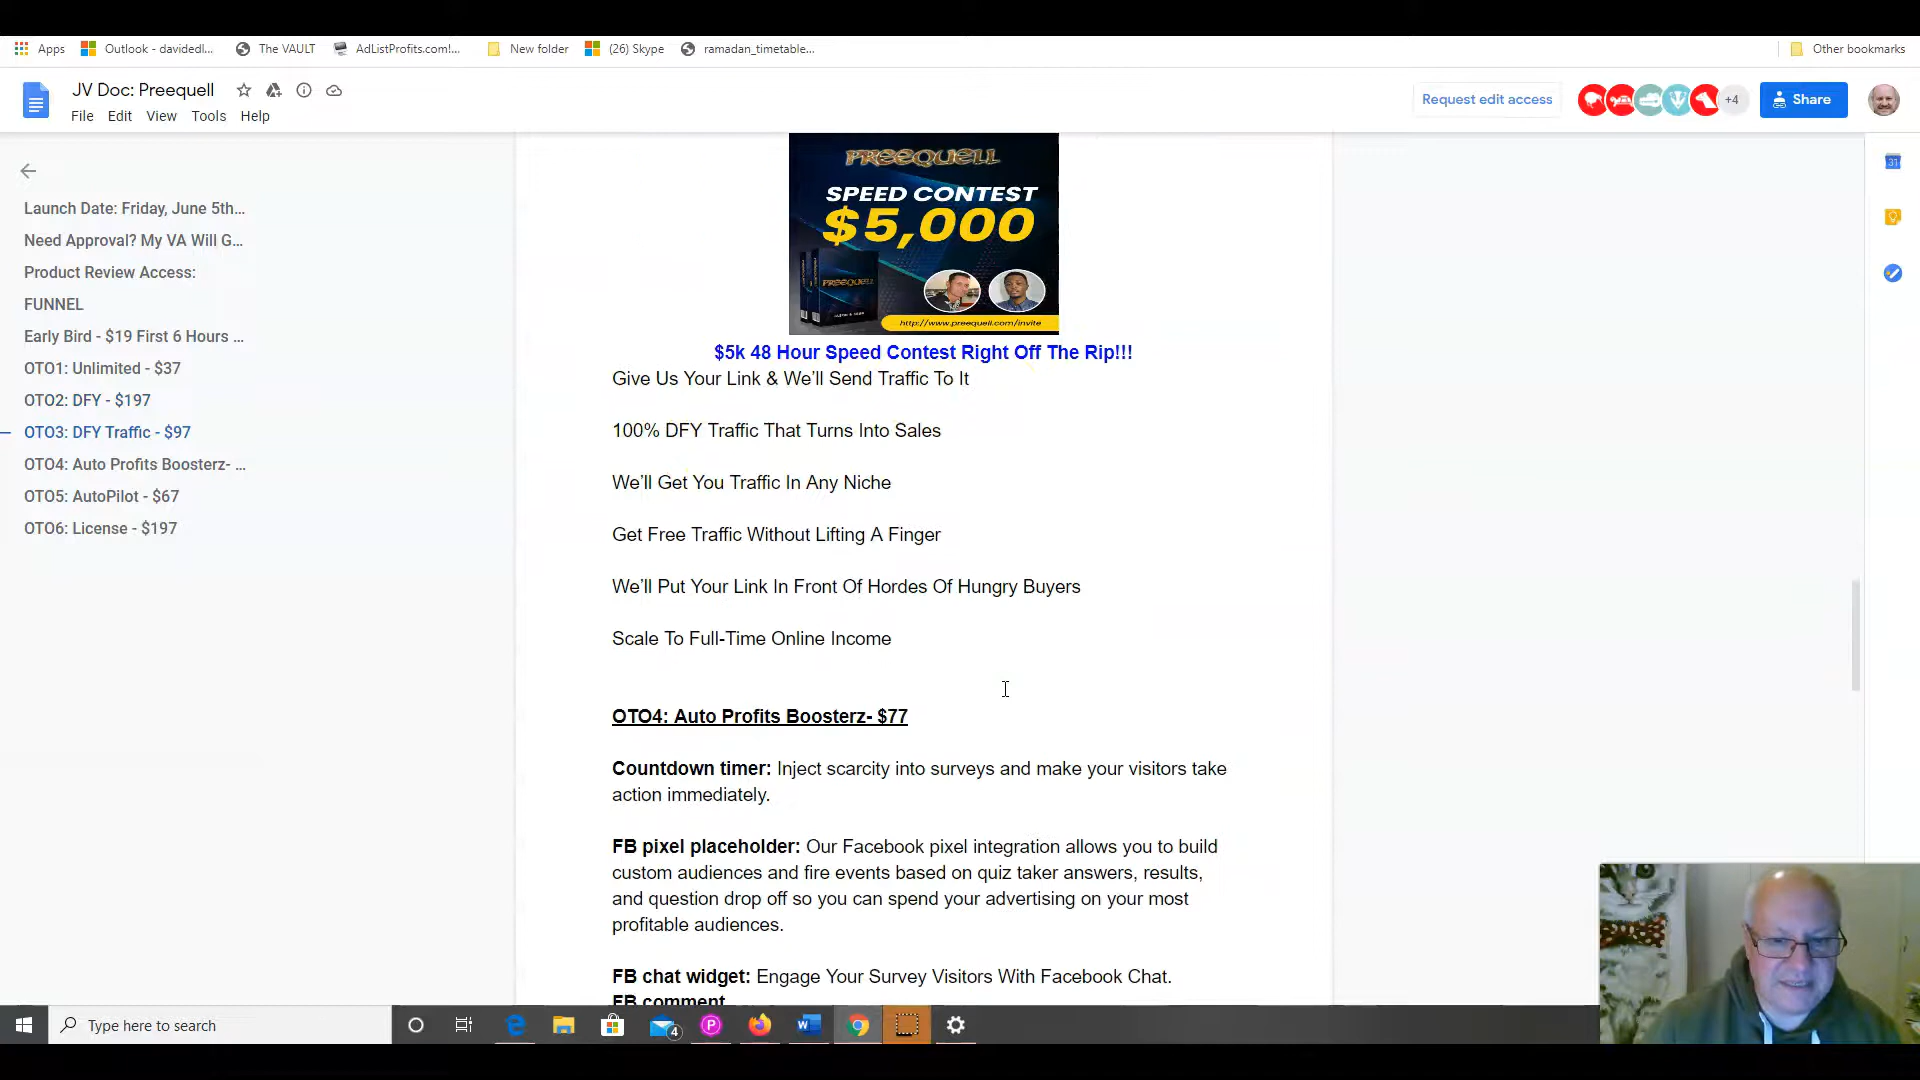 Apps
Outlook - davidedl...
The VAULT
AdListProfits.com!...
New folder
(26) Skype
ramadan_timetable...
Other bookmarks
JV Doc: Preequell
File Edit View Tools Help
Request edit access
+4
Share
Launch Date: Friday, June 5th...
Need Approval? My VA Will G...
Product Review Access:
FUNNEL
Early Bird - $19 First 6 Hours ...
OTO1: Unlimited - $37
OTO2: DFY - $197
OTO3: DFY Traffic - $97
OTO4: Auto Profits Boosterz- ...
OTO5: AutoPilot - $67
OTO6: License - $197
PREEQUELL
SPEED CONTEST
$5,000
PREEQUELL
http://www.preequell.com/invite
$5k 48 Hour Speed Contest Right Off The Rip!!!
Give Us Your Link & We’ll Send Traffic To It
100% DFY Traffic That Turns Into Sales
We’ll Get You Traffic In Any Niche
Get Free Traffic Without Lifting A Finger
We’ll Put Your Link In Front Of Hordes Of Hungry Buyers
Scale To Full-Time Online Income
OTO4: Auto Profits Boosterz- $77
Countdown timer: Inject scarcity into surveys and make your visitors take
action immediately.
FB pixel placeholder: Our Facebook pixel integration allows you to build
custom audiences and fire events based on quiz taker answers, results,
and question drop off so you can spend your advertising on your most
profitable audiences.
FB chat widget: Engage Your Survey Visitors With Facebook Chat.
FB comment
31
Type here to search
4